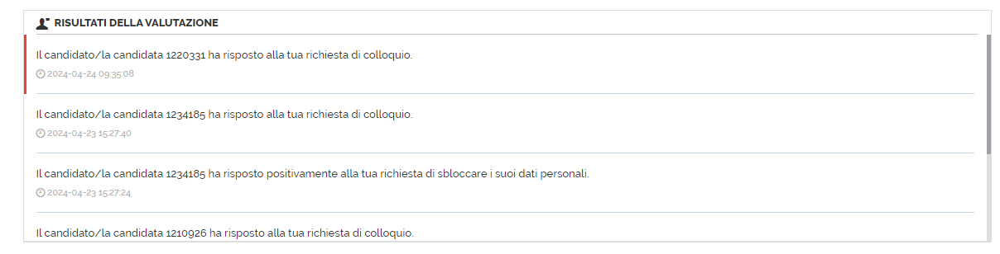 RISULTATI DELLA VALUTAZIONE
Il candidato/la candidata 1220331 ha risposto alla tua richiesta di colloquio.
2024-04-24 09:35:08
Il candidato/la candidata 1234185 ha risposto alla tua richiesta di colloquio.
2024-04-23 15:27:40
Il candidato/la candidata 1234185 ha risposto positivamente alla tua richiesta di sbloccare i suoi dati personali.
2024-04-23 15:27:24
Il candidato/la candidata 1210926 ha risposto alla tua richiesta di colloquio.